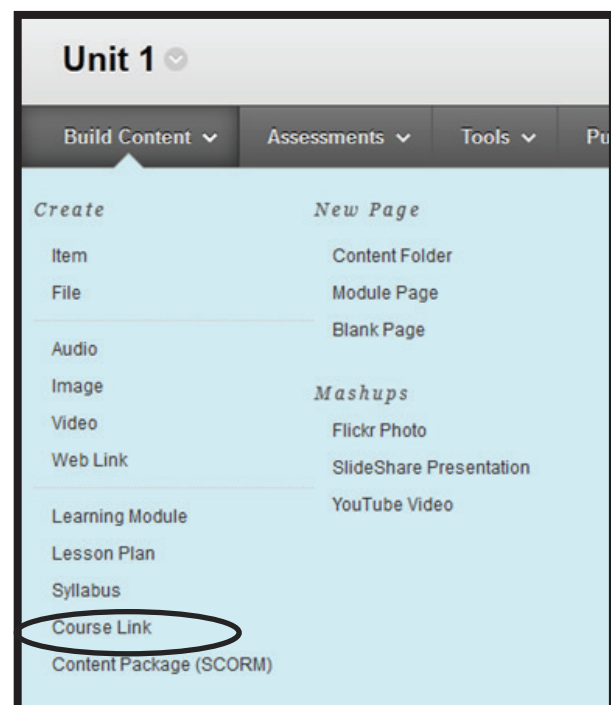 Unit 1
Build Content Assessments Tools Pu
Create
Item
File
Audio
Image
Video
Web Link
Learning Module
Lesson Plan
Syllabus
Course Link
Content Package (SCORM)
New Page
Content Folder
Module Page
Blank Page
Mashups
Flickr Photo
SlideShare Presentation
YouTube Video